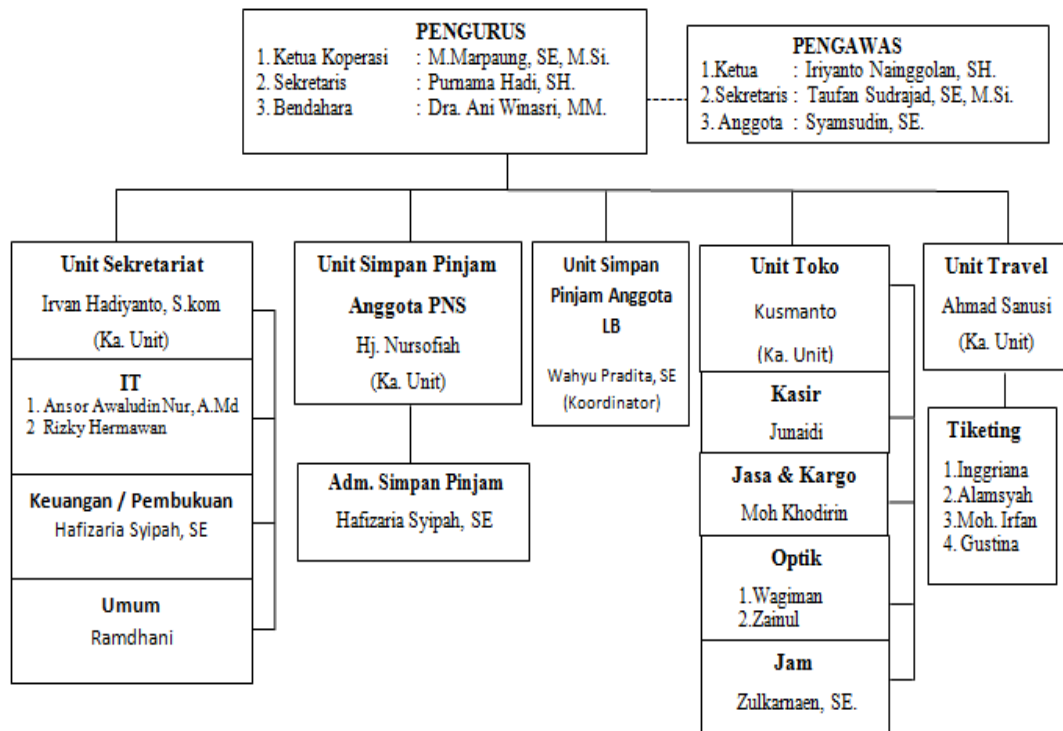 PENGURUS
1. Ketua Koperasi : M.Marpaung, SE, M.Si.
2. Sekretaris : Purnama Hadi, SH.
3. Bendahara : Dra. Ani Winasri, MM.
PENGAWAS
1.Ketua : Iriyanto Nainggolan, SH.
2.Sekretaris : Taufan Sudrajad, SE, M.Si.
3. Anggota : Syamsudin, SE.
Unit Sekretariat
Irvan Hadiyanto, S.kom
(Ka. Unit)
IT
1. Ansor Awaludin Nur, A.Md
2 Rizky Hermawan
Keuangan / Pembukuan
Hafizaria Syipah, SE
Umum
Ramdhani
Unit Simpan Pinjam
Anggota PNS
Hj. Nursofiah
(Ka. Unit)
Adm. Simpan Pinjam
Hafizaria Syipah, SE
Unit Simpan
Pinjam Anggota
LB
Wahyu Pradita, SE
(Koordinator)
Unit Toko
Kusmanto
(Ka. Unit)
Kasir
Junaidi
Jasa & Kargo
Moh Khodirin
Optik
1.Wagiman
2.Zainul
Jam
Zulkarnaen, SE.
Unit Travel
Ahmad Sanusi
(Ka. Unit)
Tiketing
1.Inggriana
2.Alamsyah
3.Moh. Irfan
4. Gustina